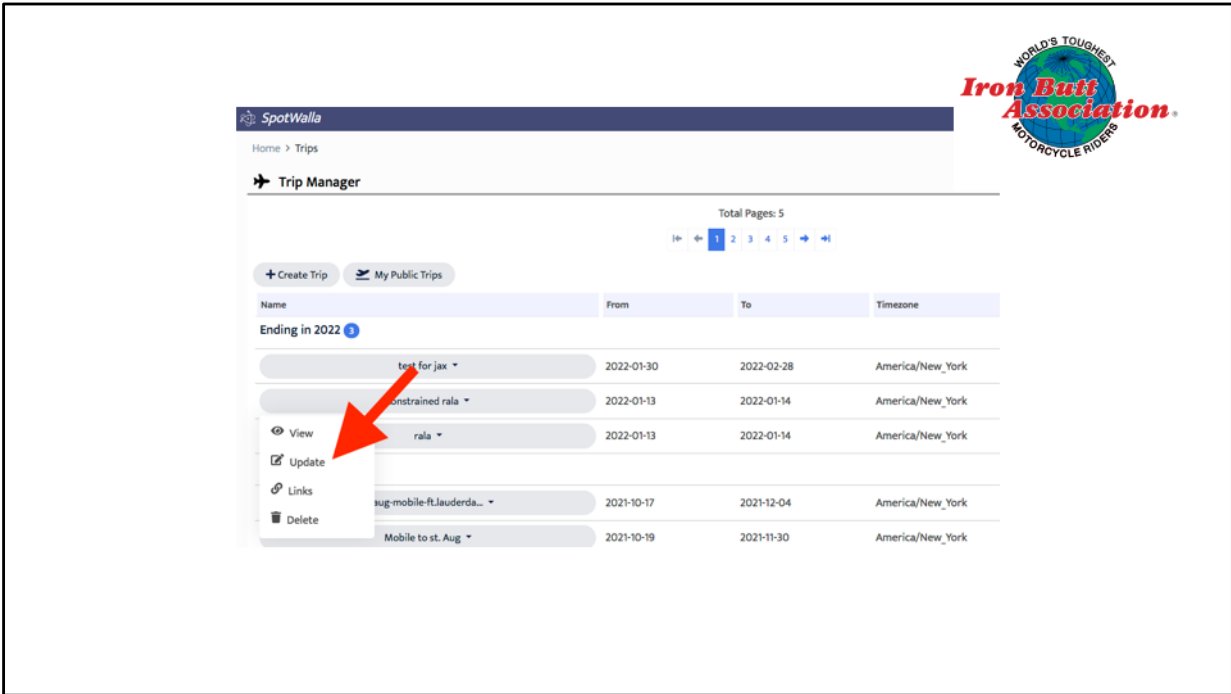 WORLD'S TOUGHEST
Iron Butt
Association®
MOTORCYCLE RIDERS
SpotWalla
Home > Trips
Trip Manager
Total Pages: 5
1 2 3 4 5
+ Create Trip My Public Trips
Name From To Timezone
Ending in 2022 3
test for jax 2022-01-30 2022-02-28 America/New_York
onstrained rala 2022-01-13 2022-01-14 America/New_York
View
rala 2022-01-13 2022-01-14 America/New_York
Update
Links
aug-mobile-ft.lauderda... 2021-10-17 2021-12-04 America/New_York
Delete
Mobile to st. Aug 2021-10-19 2021-11-30 America/New_York